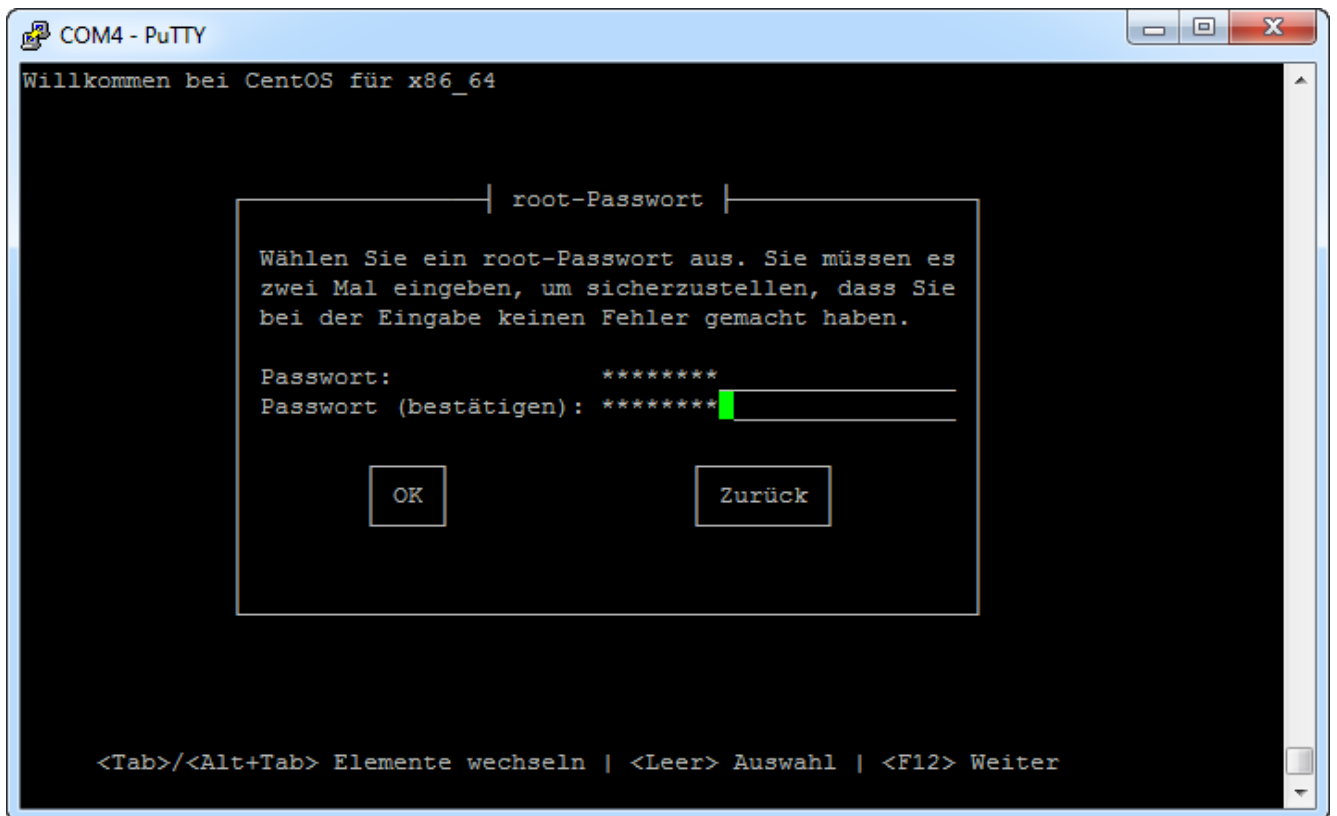 COM4 - PuTTY
Willkommen bei CentOS für x86_64
root-Passwort
Wählen Sie ein root-Passwort aus. Sie müssen es
zwei Mal eingeben, um sicherzustellen, dass Sie
bei der Eingabe keinen Fehler gemacht haben.
Passwort: ********
Passwort (bestätigen): ********
OK Zurück
<Tab>/<Alt+Tab> Elemente wechseln | <Leer> Auswahl | <F12> Weiter